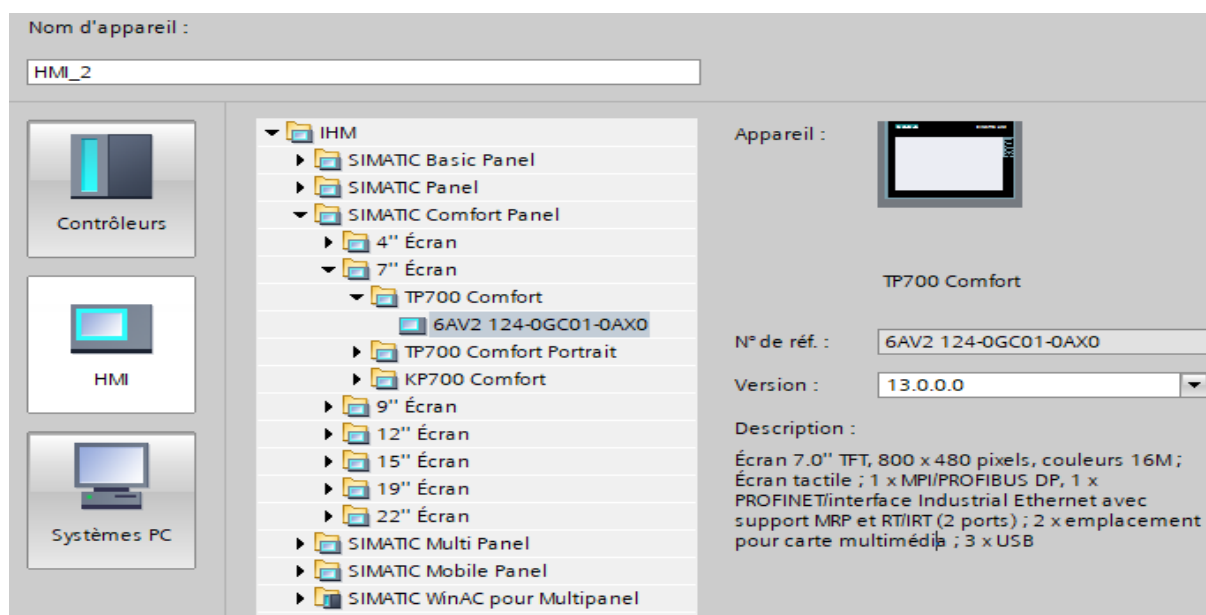 Nom d'appareil :
HMI_2
Contrôleurs
HMI
Systèmes PC
IHM
SIMATIC Basic Panel
SIMATIC Panel
SIMATIC Comfort Panel
4'' Écran
7'' Écran
TP700 Comfort
6AV2 124-0GC01-0AX0
TP700 Comfort Portrait
KP700 Comfort
9'' Écran
12'' Écran
15'' Écran
19'' Écran
22'' Écran
SIMATIC Multi Panel
SIMATIC Mobile Panel
SIMATIC WinAC pour Multipanel
Appareil :
TP700 Comfort
N° de réf. :
6AV2 124-0GC01-0AX0
Version :
13.0.0.0
Description :
Écran 7.0'' TFT, 800 x 480 pixels, couleurs 16M ;
Écran tactile ; 1 x MPI/PROFIBUS DP, 1 x
PROFINET/interface Industrial Ethernet avec
support MRP et RT/IRT (2 ports) ; 2 x emplacement
pour carte multimédia ; 3 x USB